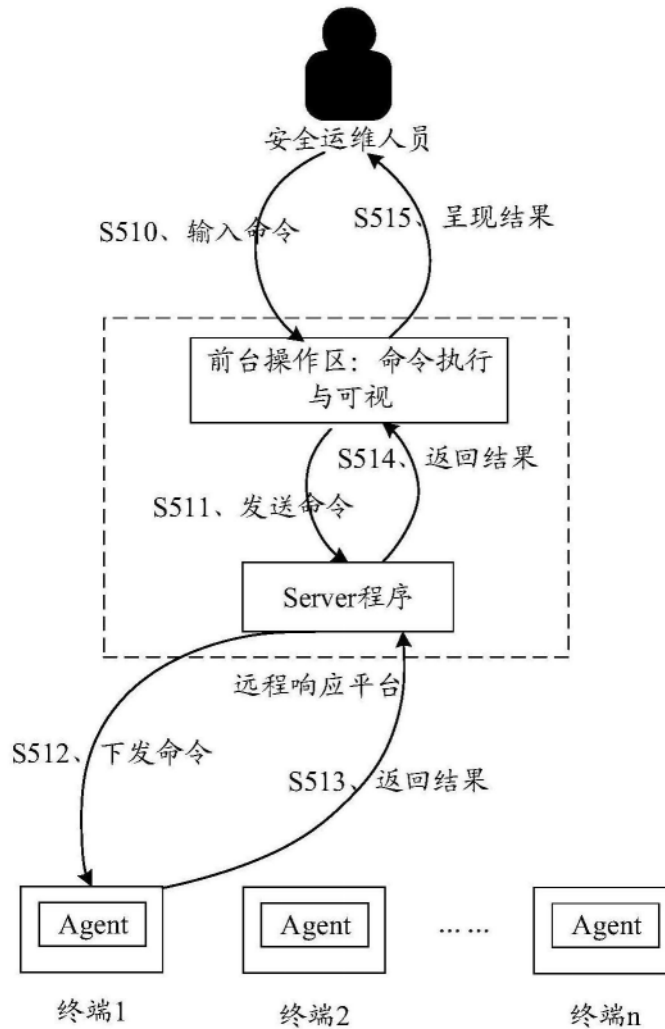 安全运维人员
S510、输入命令
S515、呈现结果
前台操作区：命令执行
与可视
S514、返回结果
S511、发送命令
Server程序
远程响应平台
S512、下发命令
S513、返回结果
Agent
Agent
……
Agent
终端1
终端2
终端n